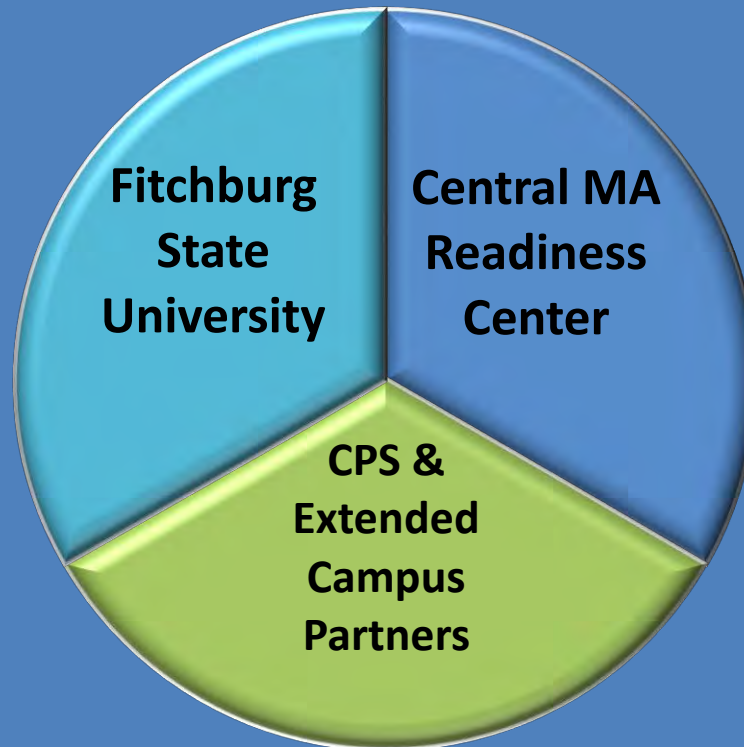 Fitchburg
State
University
Central MA
Readiness
Center
CPS &
Extended
Campus
Partners